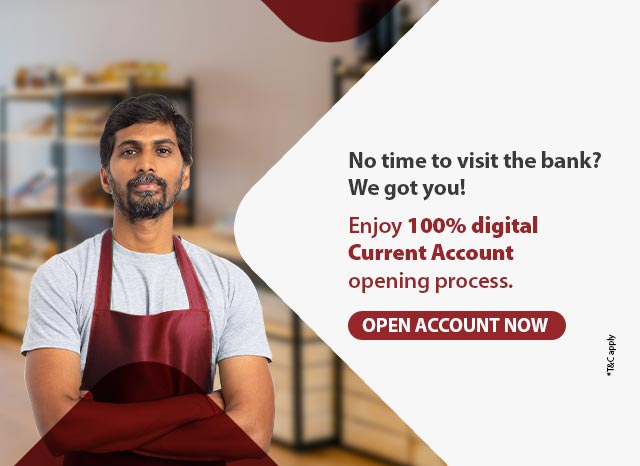 No time to visit the bank?
We got you!
Enjoy 100% digital
Current Account
opening process.
OPEN ACCOUNT NOW
*T&C apply